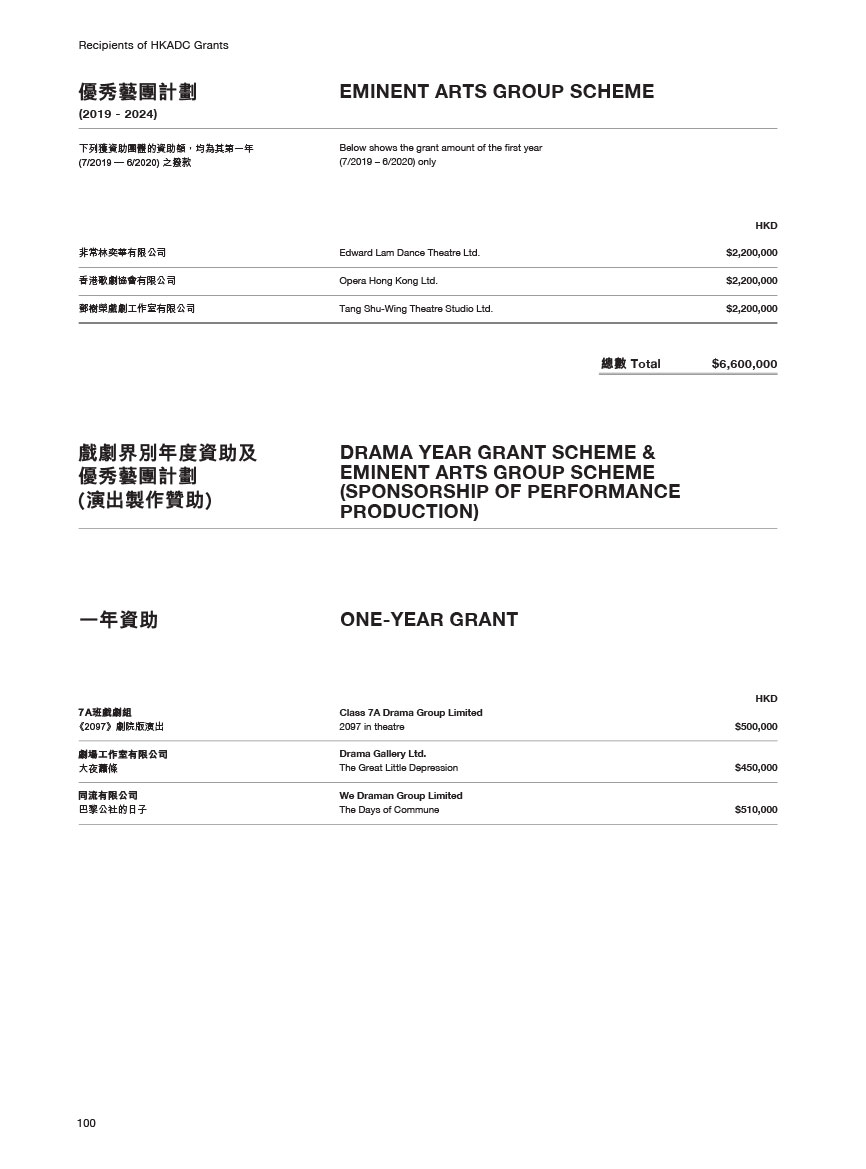 Recipients of HKADC Grants
優秀藝團計劃 EMINENT ARTS GROUP SCHEME
(2019 - 2024)
下列獲資助團體的資助額，均為其第一年 Below shows the grant amount of the first year
(7/2019 — 6/2020) 之撥款 (7/2019 – 6/2020) only
HKD
非常林奕華有限公司 Edward Lam Dance Theatre Ltd. $2,200,000
香港歌劇協會有限公司 Opera Hong Kong Ltd. $2,200,000
鄧樹榮戲劇工作室有限公司 Tang Shu-Wing Theatre Studio Ltd. $2,200,000
總數 Total $6,600,000
戲劇界別年度資助及 DRAMA YEAR GRANT SCHEME &
優秀藝團計劃 EMINENT ARTS GROUP SCHEME
(演出製作贊助) (SPONSORSHIP OF PERFORMANCE
PRODUCTION)
一年資助 ONE-YEAR GRANT
HKD
7A班戲劇組 Class 7A Drama Group Limited
《2097》劇院版演出 2097 in theatre $500,000
劇場工作室有限公司 Drama Gallery Ltd.
大夜蕭條 The Great Little Depression $450,000
同流有限公司 We Draman Group Limited
巴黎公社的日子 The Days of Commune $510,000
100